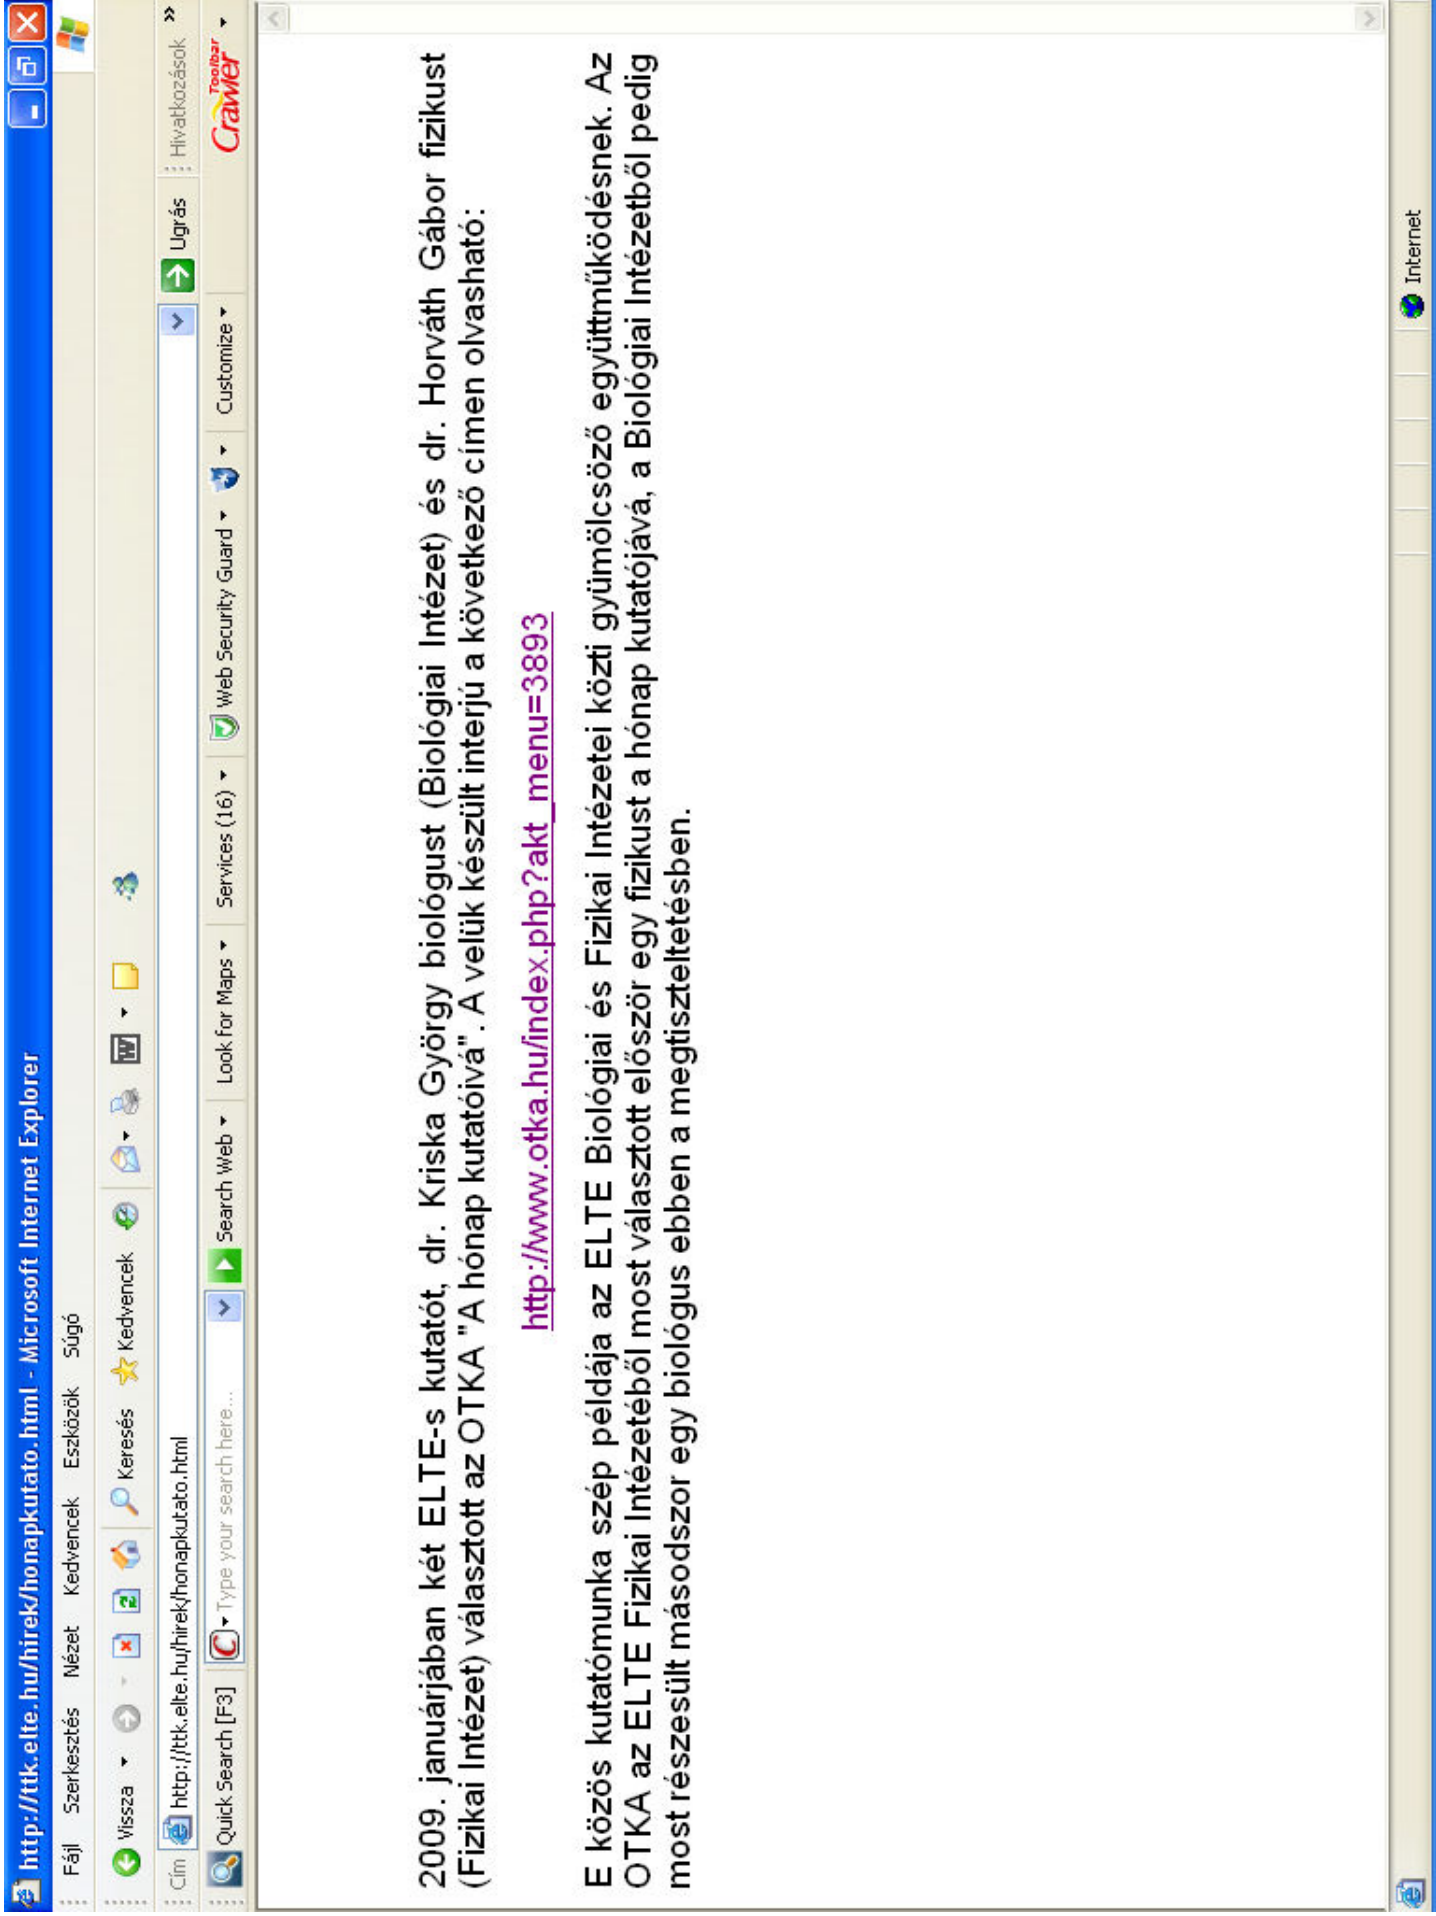 http://ttk.elte.hu/hirek/honapkutato.html - Microsoft Internet Explorer
Fájl Szerkesztés Nézet Kedvencek Eszközök Súgó
Vissza Keresés Kedvencek
Cím http://ttk.elte.hu/hirek/honapkutato.html Ugrás Hivatkozások »
Quick Search [F3] C Type your search here... Search Web Look for Maps Services (16) Web Security Guard Customize Crawler Toolbar
2009. januárjában két ELTE-s kutatót, dr. Kriska György biológust (Biológiai Intézet) és dr. Horváth Gábor fizikust
(Fizikai Intézet) választott az OTKA "A hónap kutatóivá". A velük készült interjú a következő címen olvasható:
http://www.otka.hu/index.php?akt_menu=3893
E közös kutatómunka szép példája az ELTE Biológiai és Fizikai Intézetei közti gyümölcsöző együttműködésnek. Az
OTKA az ELTE Fizikai Intézetéből most választott először egy fizikust a hónap kutatójává, a Biológiai Intézetből pedig
most részesült másodszor egy biológus ebben a megtiszteltetésben.
Internet